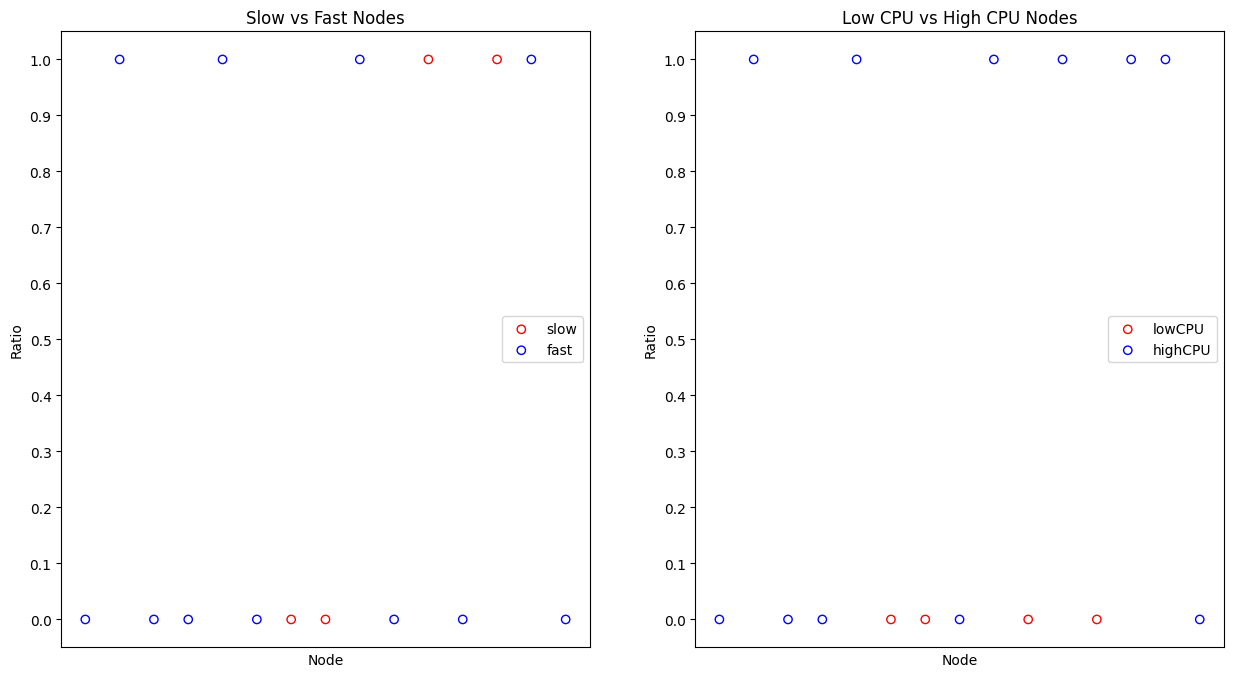 Slow vs Fast Nodes
1.0
0.9
0.8
0.7
0.6
0.5
0.4
0.3
0.2
0.1
0.0
Ratio
Node
slow
fast
Low CPU vs High CPU Nodes
1.0
0.9
0.8
0.7
0.6
0.5
0.4
0.3
0.2
0.1
0.0
Ratio
Node
lowCPU
highCPU